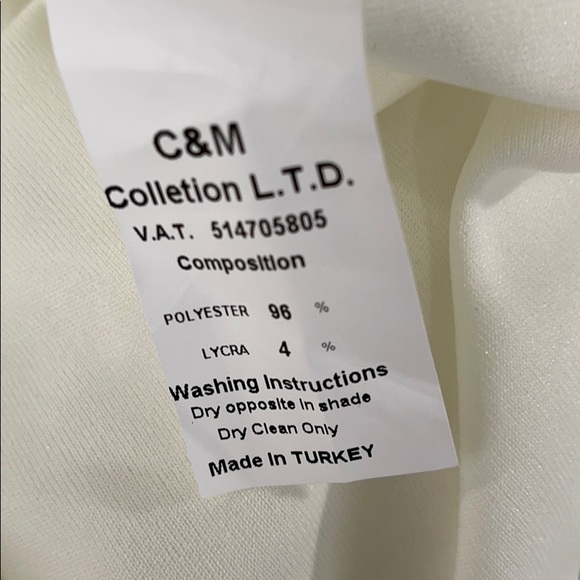 C&M
Colletion L.T.D.
V.A.T. 514705805
Composition
POLYESTER 96 %
LYCRA 4 %
Washing Instructions
Dry opposite In shade
Dry Clean Only
Made In TURKEY